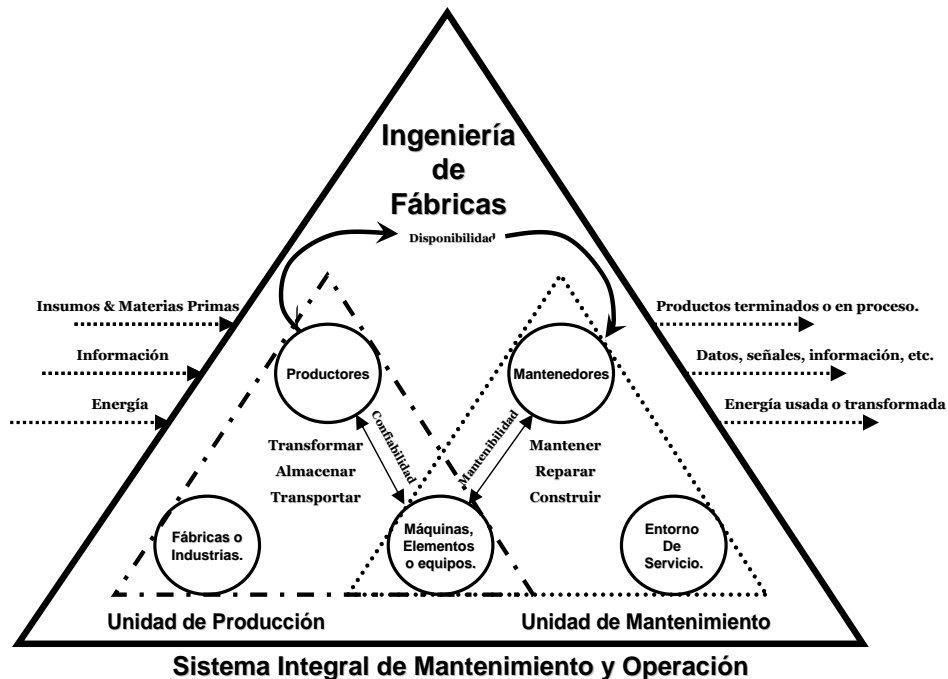 Ingeniería
de
Fábricas
Disponibilidad
Insumos & Materias Primas
Información
Energía
Productos terminados o en proceso.
Datos, señales, información, etc.
Energía usada o transformada
Productores
Mantenedores
Confiabilidad
Mantenibilidad
Transformar
Almacenar
Transportar
Mantener
Reparar
Construir
Fábricas o
Industrias.
Máquinas,
Elementos
o equipos.
Entorno
De
Servicio.
Unidad de Producción
Unidad de Mantenimiento
Sistema Integral de Mantenimiento y Operación